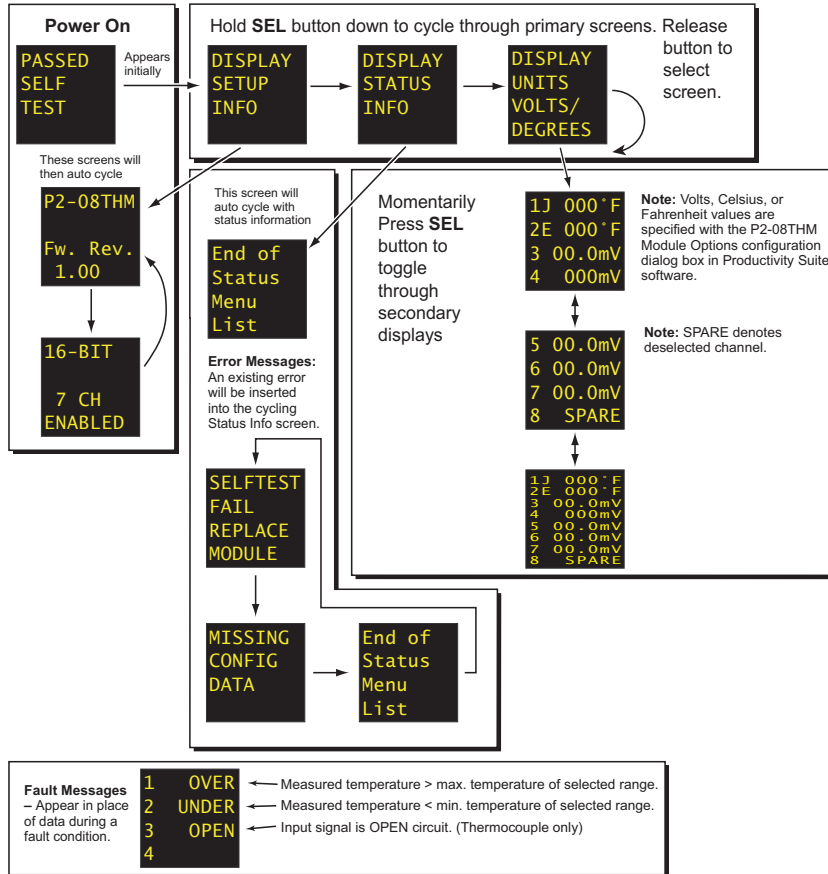 Power On
PASSED
SELF
TEST
Appears
initially
These screens will
then auto cycle
P2-08THM
Fw. Rev.
1.00
16-BIT
7 CH
ENABLED
Hold SEL button down to cycle through primary screens. Release
button to
select
screen.
DISPLAY
SETUP
INFO
DISPLAY
STATUS
INFO
DISPLAY
UNITS
VOLTS/
DEGREES
This screen will
auto cycle with
status information
End of
Status
Menu
List
Error Messages:
An existing error
will be inserted
into the cycling
Status Info screen.
SELFTEST
FAIL
REPLACE
MODULE
MISSING
CONFIG
DATA
End of
Status
Menu
List
Momentarily
Press SEL
button to
toggle
through
secondary
displays
1J 000°F
2E 000°F
3 00.0mV
4 000mV
Note: Volts, Celsius, or
Fahrenheit values are
specified with the P2-08THM
Module Options configuration
dialog box in Productivity Suite
software.
5 00.0mV
6 00.0mV
7 00.0mV
8 SPARE
Note: SPARE denotes
deselected channel.
1J 000°F
2E 000°F
3 00.0mV
4 000mV
5 00.0mV
6 00.0mV
7 00.0mV
8 SPARE
Fault Messages
– Appear in place
of data during a
fault condition.
1 OVER
2 UNDER
3 OPEN
4
Measured temperature > max. temperature of selected range.
Measured temperature < min. temperature of selected range.
Input signal is OPEN circuit. (Thermocouple only)